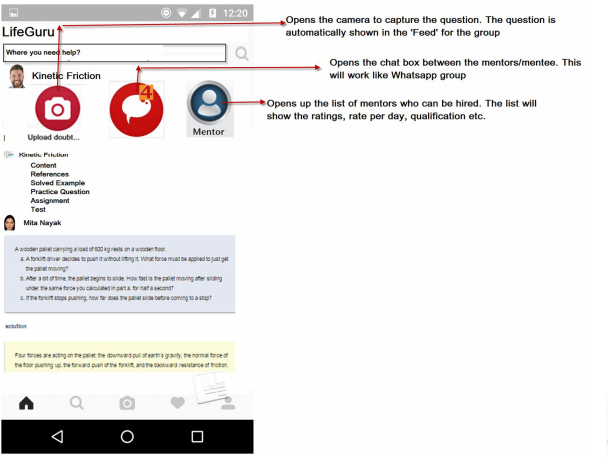 12:20
LifeGuru
Where you need help?
Kinetic Friction
4
Upload doubt...
Mentor
Opens the camera to capture the question. The question is
automatically shown in the 'Feed' for the group
Opens the chat box between the mentors/mentee. This
will work like Whatsapp group
Opens up the list of mentors who can be hired. The list will
show the ratings, rate per day, qualification etc.
Kinetic Friction
Content
References
Solved Example
Practice Question
Assignment
Test
Mita Nayak
A wooden pallet carrying a load of 600 kg rests on a wooden floor.
a. A forklift driver decides to push it without lifting it. What force must be applied to just get
the pallet moving?
b. After a bit of time, the pallet begins to slide. How fast is the pallet moving after sliding
under the same force you calculated in part a. for half a second?
c. If the forklift stops pushing, how far does the pallet slide before coming to a stop?
solution
Four forces are acting on the pallet: the downward pull of earth's gravity, the normal force of
the floor pushing up, the forward push of the forklift, and the backward resistance of friction.